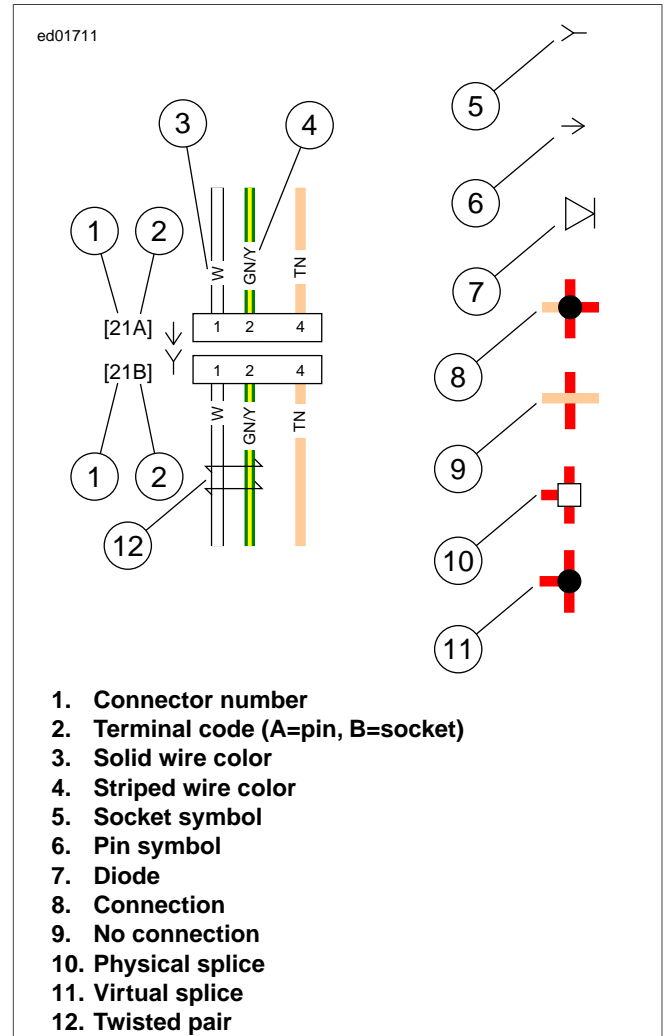 ed01711
5
3
4
6
1
2
W
GN/Y
TN
7
[21A]
1 2 4
8
[21B]
1 2 4
W
GN/Y
TN
9
1
2
12
10
11
1. Connector number
2. Terminal code (A=pin, B=socket)
3. Solid wire color
4. Striped wire color
5. Socket symbol
6. Pin symbol
7. Diode
8. Connection
9. No connection
10. Physical splice
11. Virtual splice
12. Twisted pair